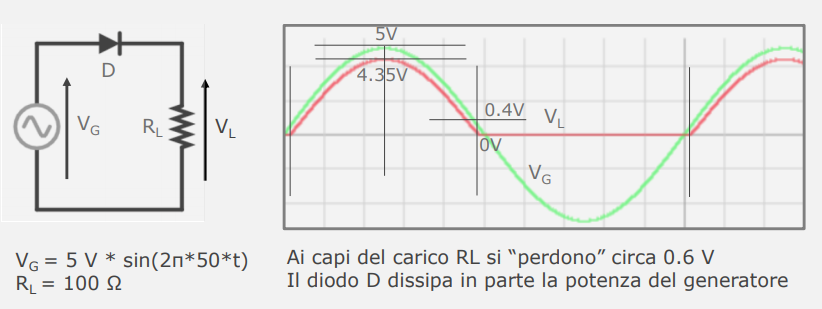 D
V_G
R_L
V_L
5V
4.35V
0.4V
V_L
0V
V_G
V_G = 5 V * sin(2π*50*t)
R_L = 100 Ω
Ai capi del carico RL si “perdono” circa 0.6 V
Il diodo D dissipa in parte la potenza del generatore